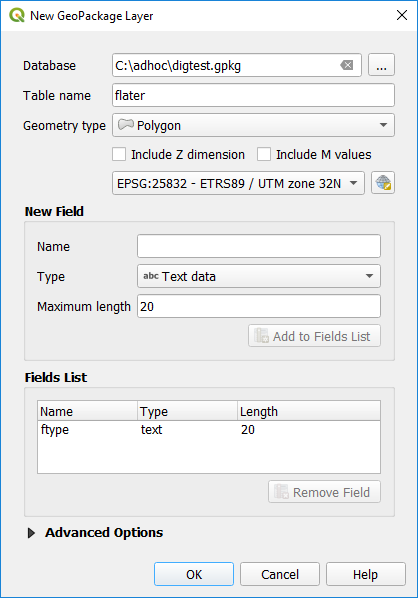 New GeoPackage Layer
Database C:\adhoc\digtest.gpkg ...
Table name flater
Geometry type Polygon
Include Z dimension Include M values
EPSG:25832 - ETRS89 / UTM zone 32N
New Field
Name
Type abc Text data
Maximum length 20
Add to Fields List
Fields List
Name Type Length
ftype text 20
Remove Field
Advanced Options
OK Cancel Help